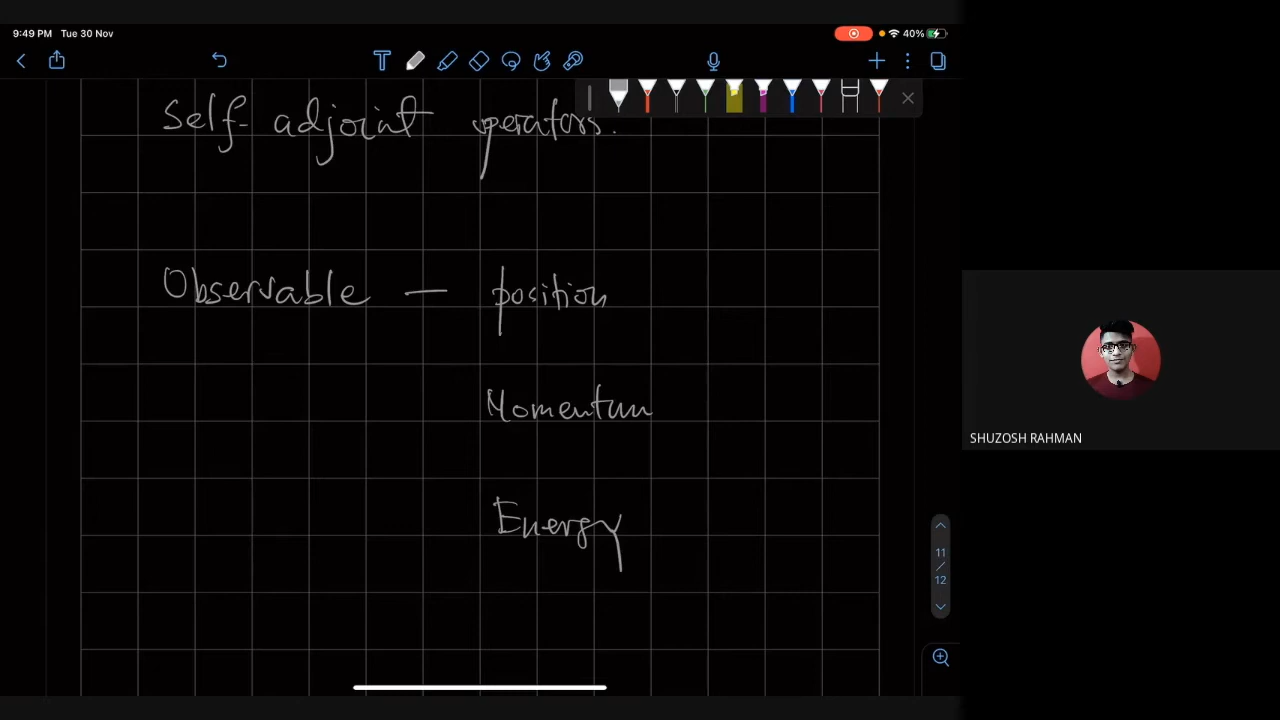 9:49 PM Tue 30 Nov
40%
Self-adjoint operators.
Observable — position
Momentum
Energy
11
/
12
SHUZOSH RAHMAN